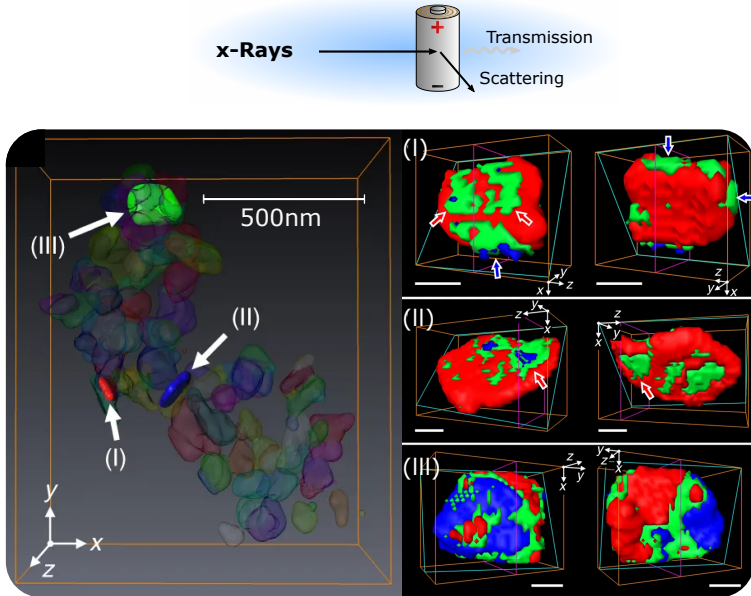 +
x-Rays
Transmission
Scattering
−
500nm
(III)
(II)
(I)
y
x
z
(I)
y
z
x
z
y
x
(II)
y
z
x
z
y
x
(III)
z
y
x
y
z
x